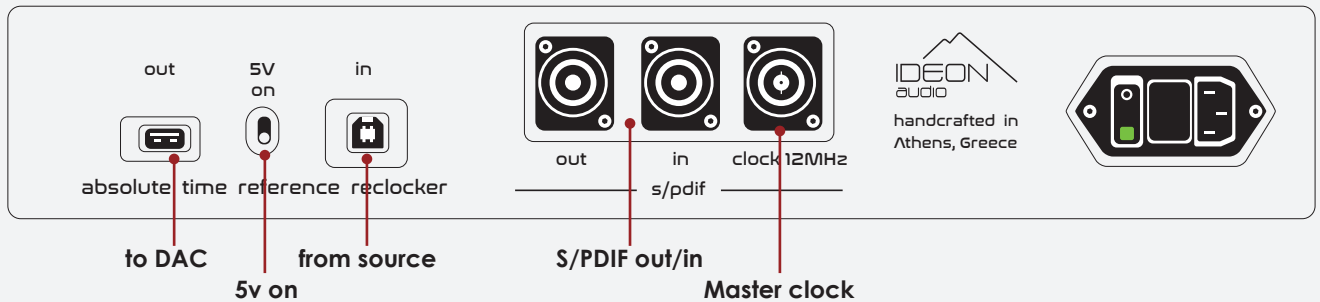 out
5V
on
in
absolute time reference reclocker
out
in
clock 12MHz
s/pdif
IDEON
audio
handcrafted in
Athens, Greece
to DAC
5v on
from source
S/PDIF out/in
Master clock